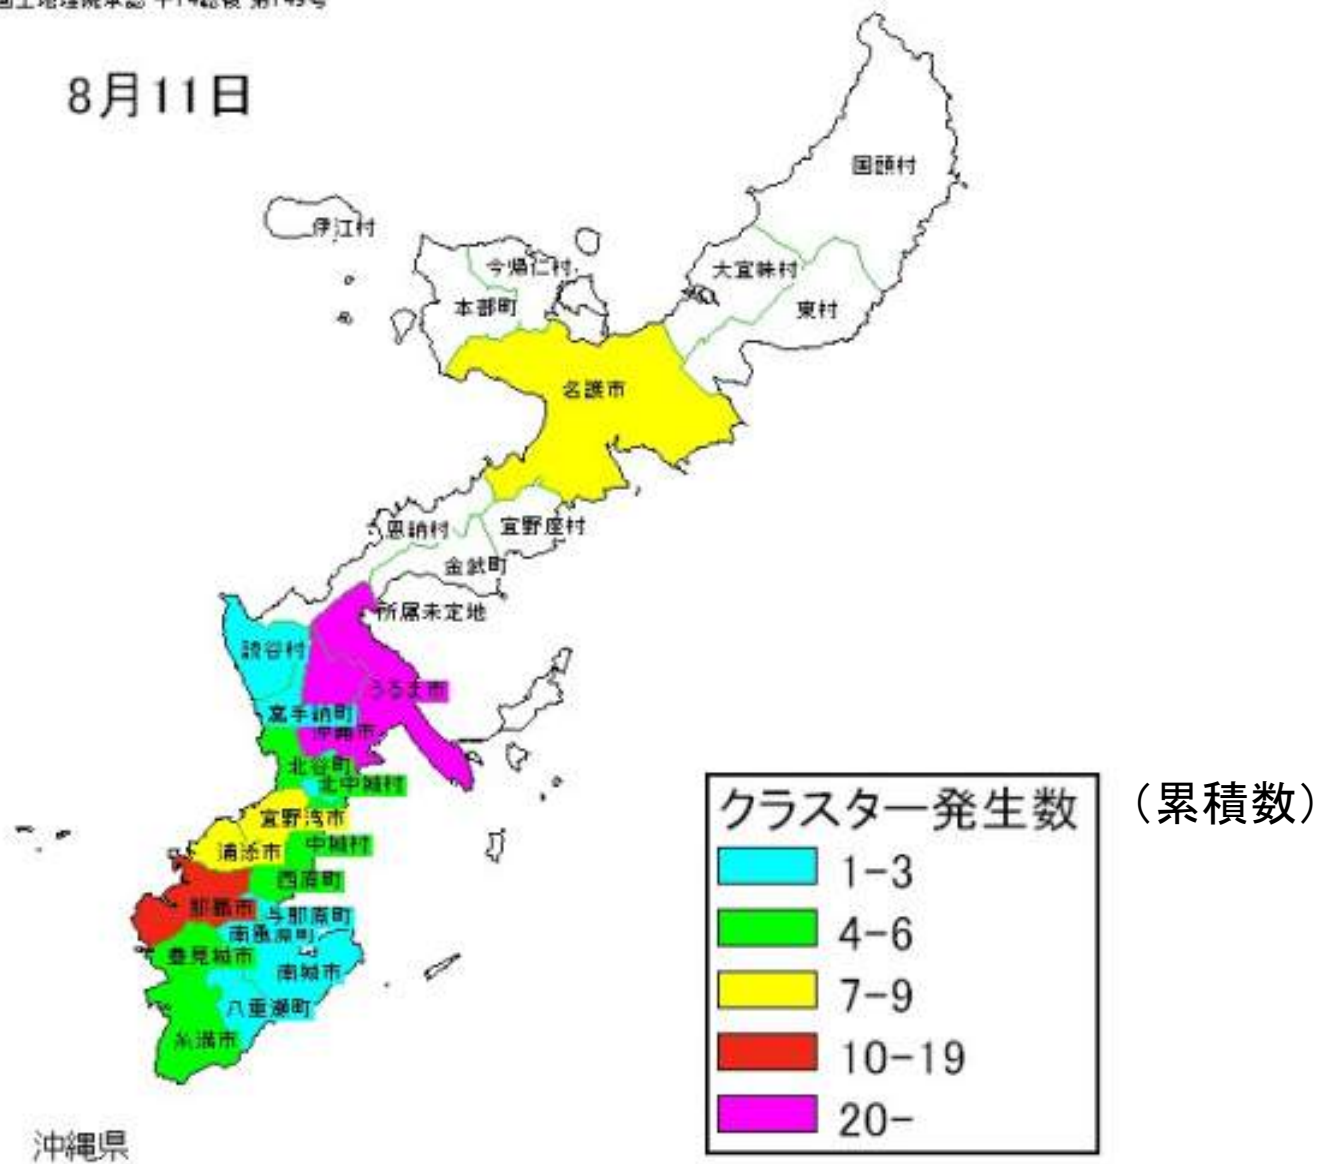 8月11日
国頭村
伊江村
今帰仁村
大宜味村
本部町
東村
名護市
恩納村
宜野座村
金武町
所属未定地
読谷村
うるま市
嘉手納町
沖縄市
北谷町
北中城村
宜野湾市
中城村
浦添市
西原町
那覇市
与那原町
南風原町
豊見城市
南城市
八重瀬町
糸満市
クラスター発生数
(累積数)
1-3
4-6
7-9
10-19
20-
沖縄県